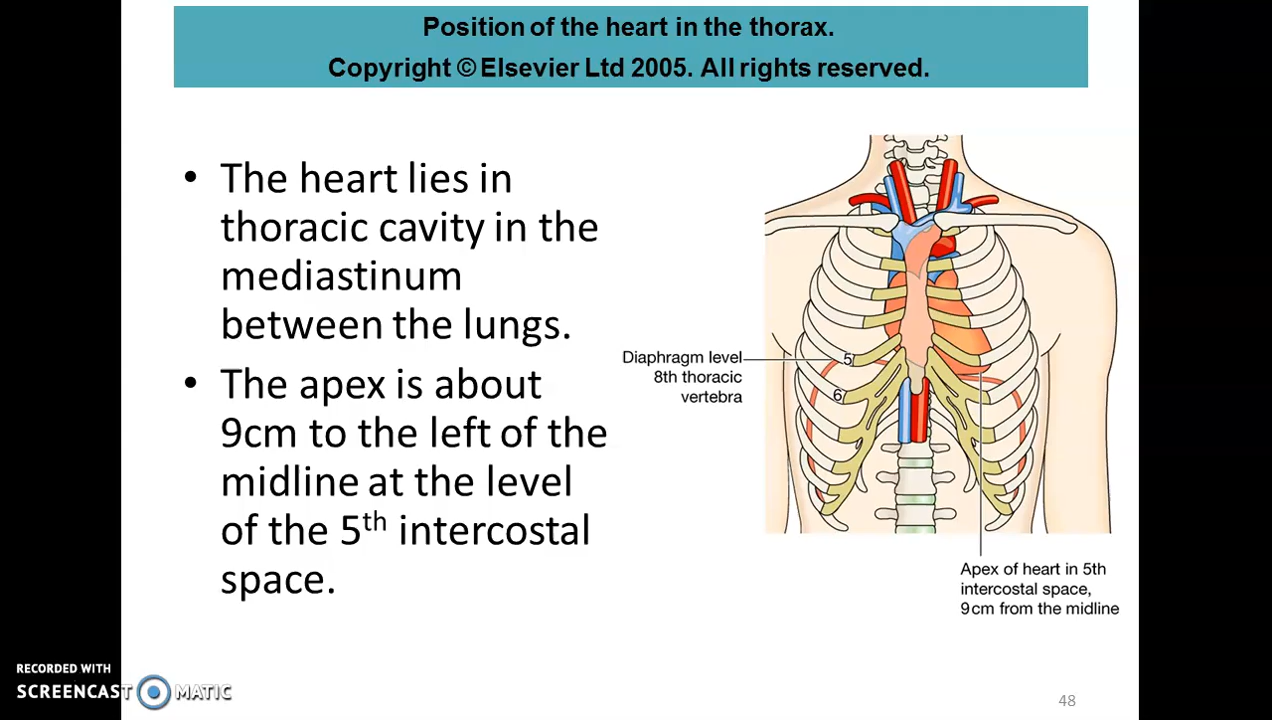 Position of the heart in the thorax.
Copyright © Elsevier Ltd 2005. All rights reserved.
• The heart lies in
thoracic cavity in the
mediastinum
between the lungs.
• The apex is about
9cm to the left of the
midline at the level
of the 5th intercostal
space.
Diaphragm level
8th thoracic
vertebra
5
6
Apex of heart in 5th
intercostal space,
9cm from the midline
RECORDED WITH
SCREENCAST MATIC
48